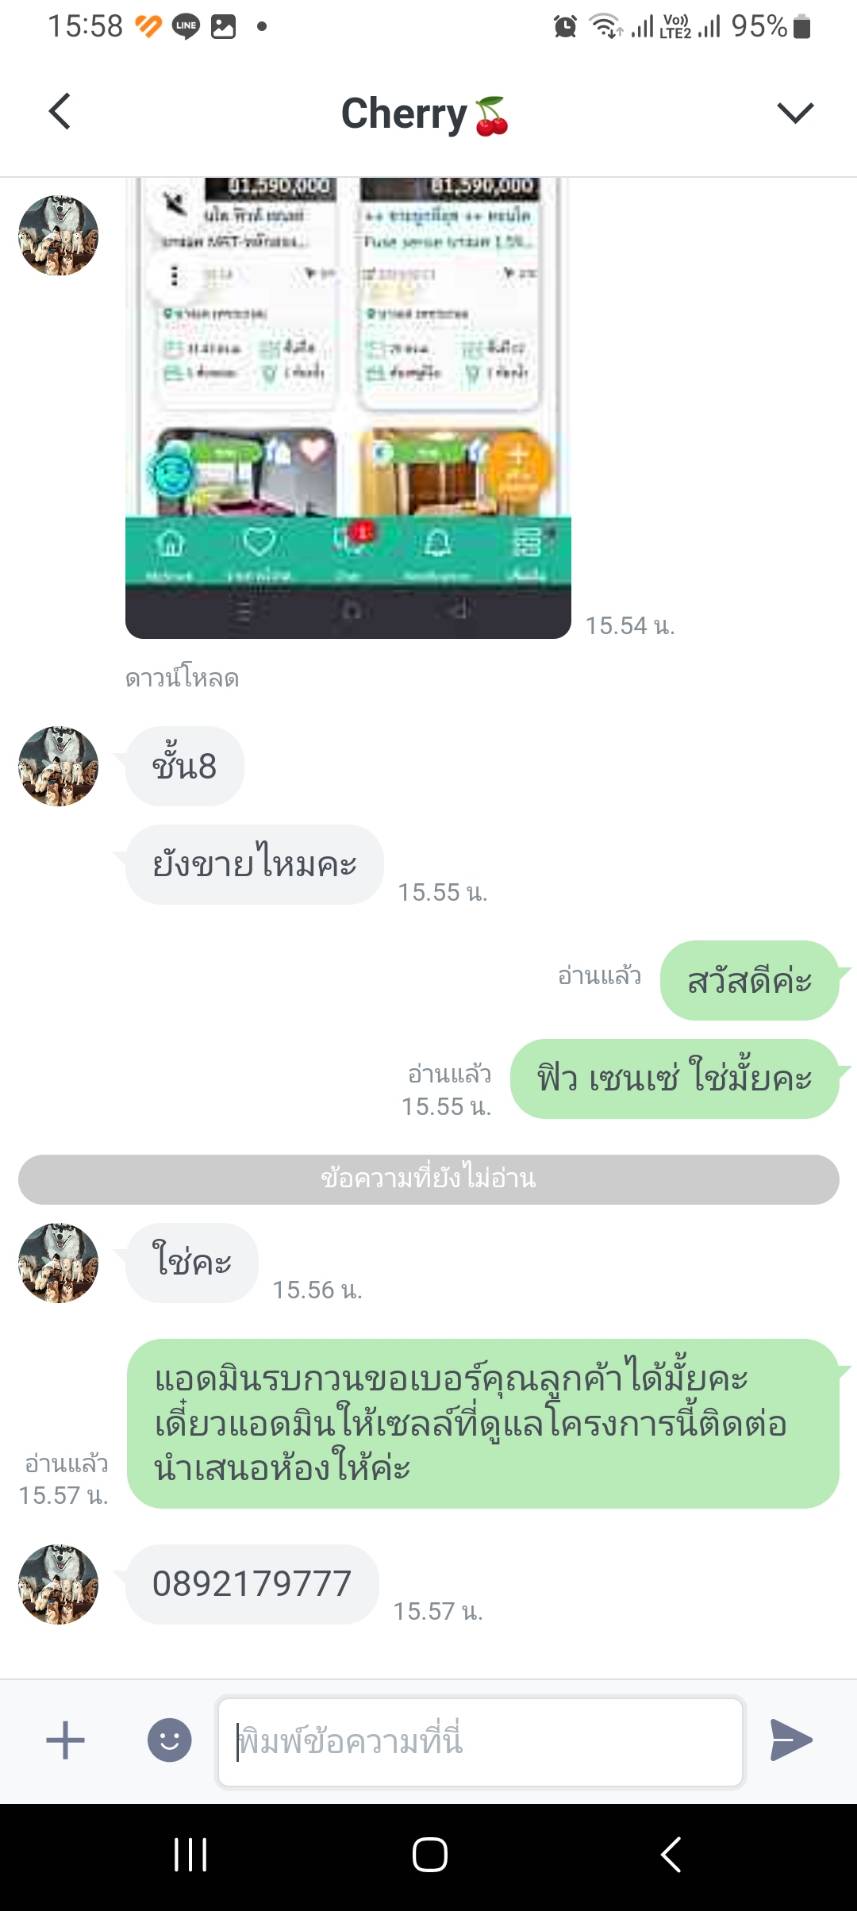 15:58
LINE
Vo))
LTE2
95%
Cherry
฿1,590,000
฿1,590,000
15.54 น.
ดาวน์โหลด
ชั้น8
ยังขายไหมคะ
15.55 น.
อ่านแล้ว
สวัสดีค่ะ
อ่านแล้ว
15.55 น.
ฟิว เซนเซ่ ใช่มั้ยคะ
ข้อความที่ยังไม่อ่าน
ใช่คะ
15.56 น.
แอดมินรบกวนขอเบอร์คุณลูกค้าได้มั้ยคะ
เดี๋ยวแอดมินให้เซลล์ที่ดูแลโครงการนี้ติดต่อ
นำเสนอห้องให้ค่ะ
อ่านแล้ว
15.57 น.
0892179777
15.57 น.
พิมพ์ข้อความที่นี่